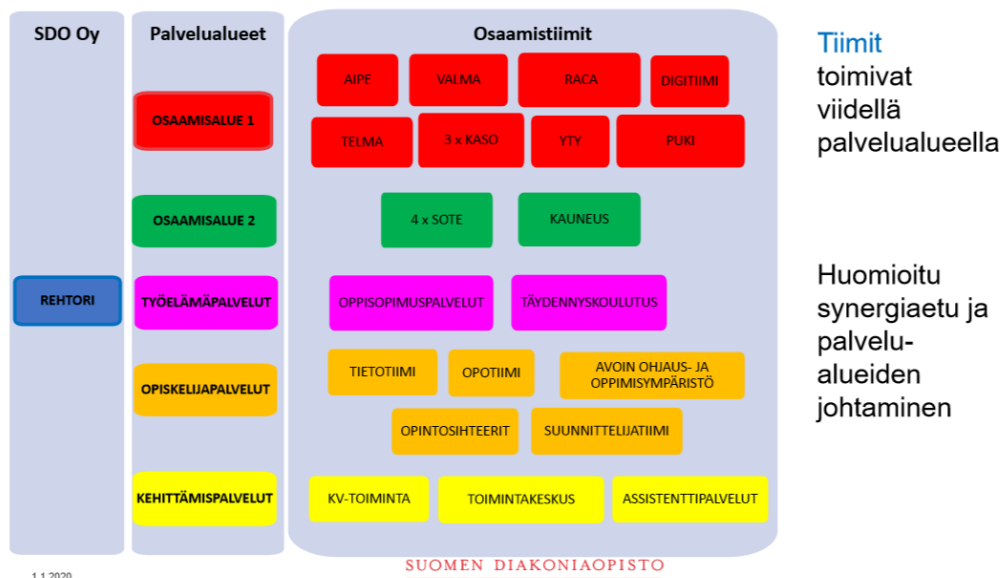 SDO Oy
Palvelualueet
Osaamistiimit
AIPE
VALMA
RACA
DIGITIIMI
OSAAMISALUE 1
TELMA
3 x KASO
YTY
PUKI
OSAAMISALUE 2
4 x SOTE
KAUNEUS
REHTORI
TYÖELÄMÄPALVELUT
OPPISOPIMUSPALVELUT
TÄYDENNYSKOULUTUS
OPISKELIJAPALVELUT
TIETOTIIMI
OPOTIIMI
AVOIN OHJAUS- JA
OPPIMISYMPÄRISTÖ
OPINTOSIHTEERIT
SUUNNITTELIJATIIMI
KEHITTÄMISPALVELUT
KV-TOIMINTA
TOIMINTAKESKUS
ASSISTENTTIPALVELUT
Tiimit
toimivat
viidellä
palvelualueella
Huomioitu
synergiaetu ja
palvelu-
alueiden
johtaminen
1.1.2020
SUOMEN DIAKONIAOPISTO